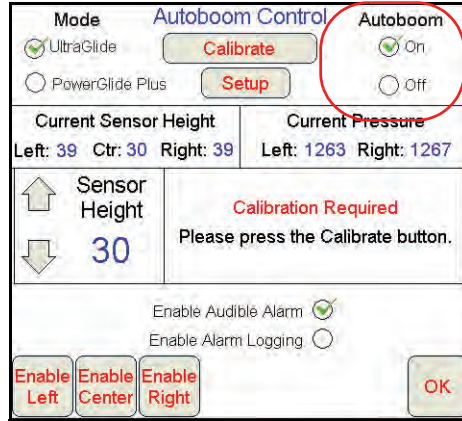 Autoboom Control
Mode
UltraGlide
PowerGlide Plus
Calibrate
Setup
Autoboom
On
Off
Current Sensor Height
Left: 39 Ctr: 30 Right: 39
Current Pressure
Left: 1263 Right: 1267
Sensor
Height
30
Calibration Required
Please press the Calibrate button.
Enable Audible Alarm
Enable Alarm Logging
Enable Left
Enable Center
Enable Right
OK